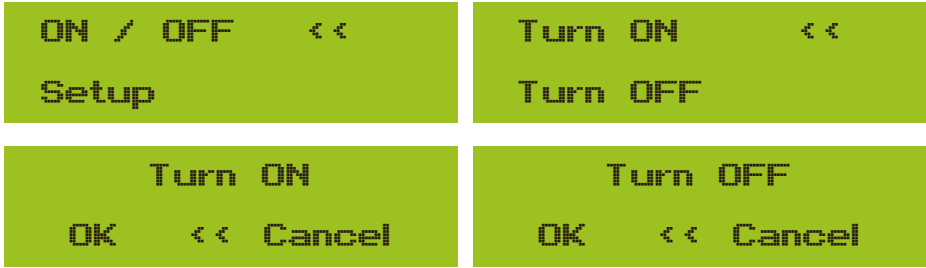 ON / OFF <<
Setup
Turn ON <<
Turn OFF
Turn ON
OK << Cancel
Turn OFF
OK << Cancel